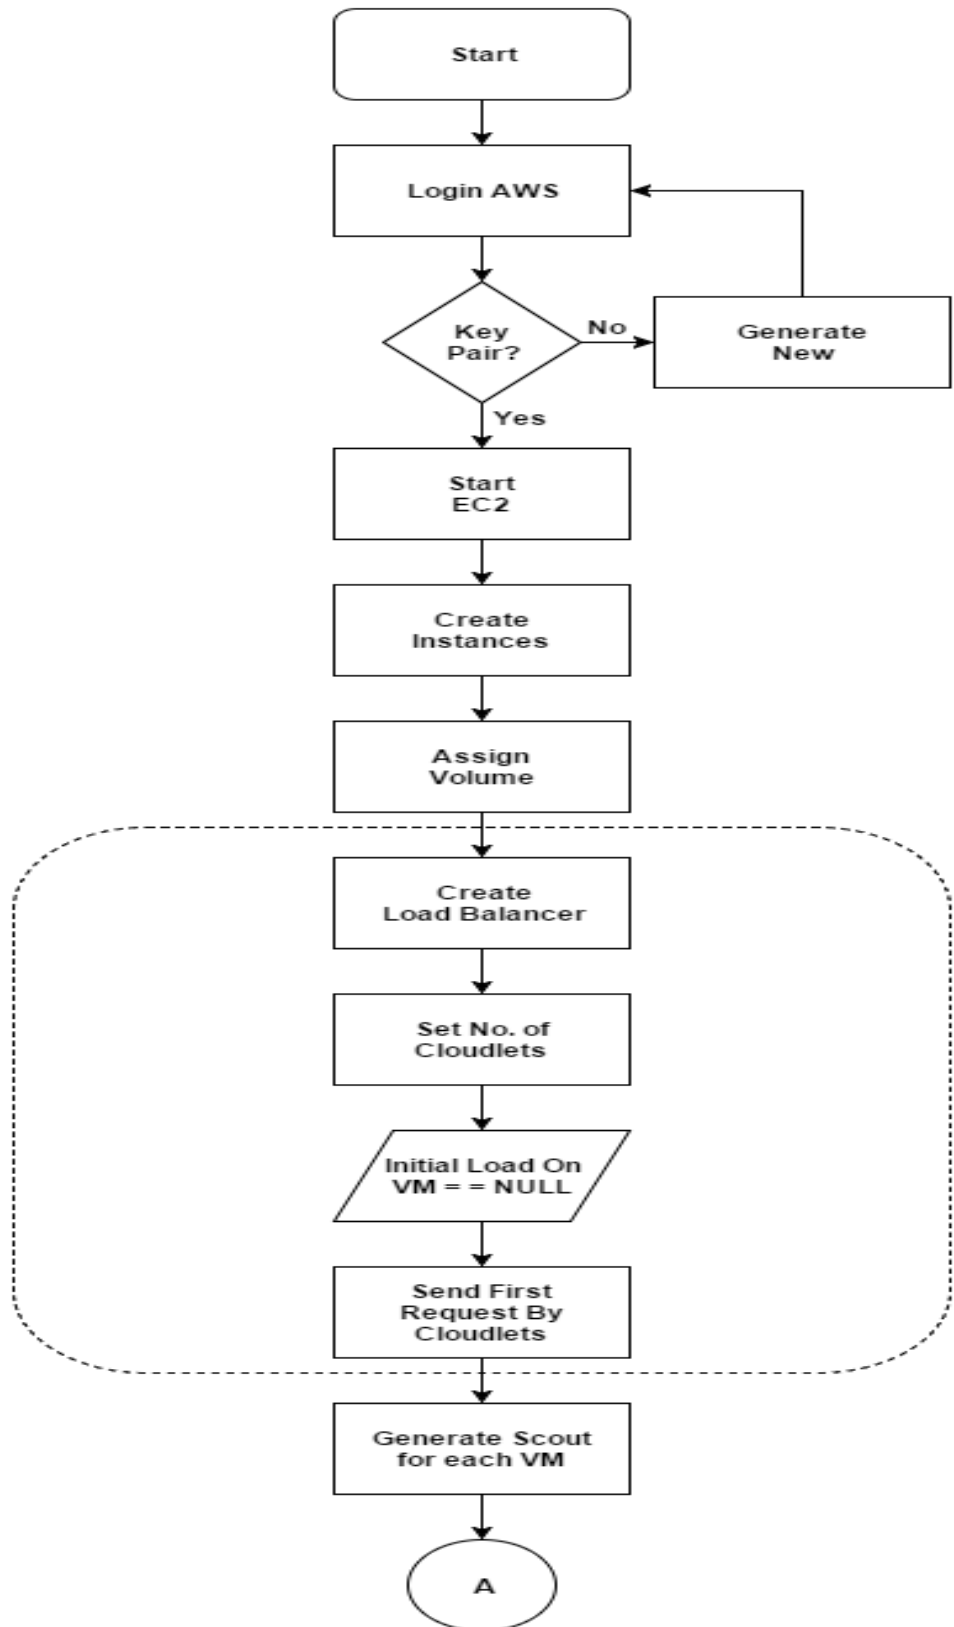 Start
Login AWS
Key
Pair?
No
Generate
New
Yes
Start
EC2
Create
Instances
Assign
Volume
Create
Load Balancer
Set No. of
Cloudlets
Initial Load On
VM = = NULL
Send First
Request By
Cloudlets
Generate Scout
for each VM
A